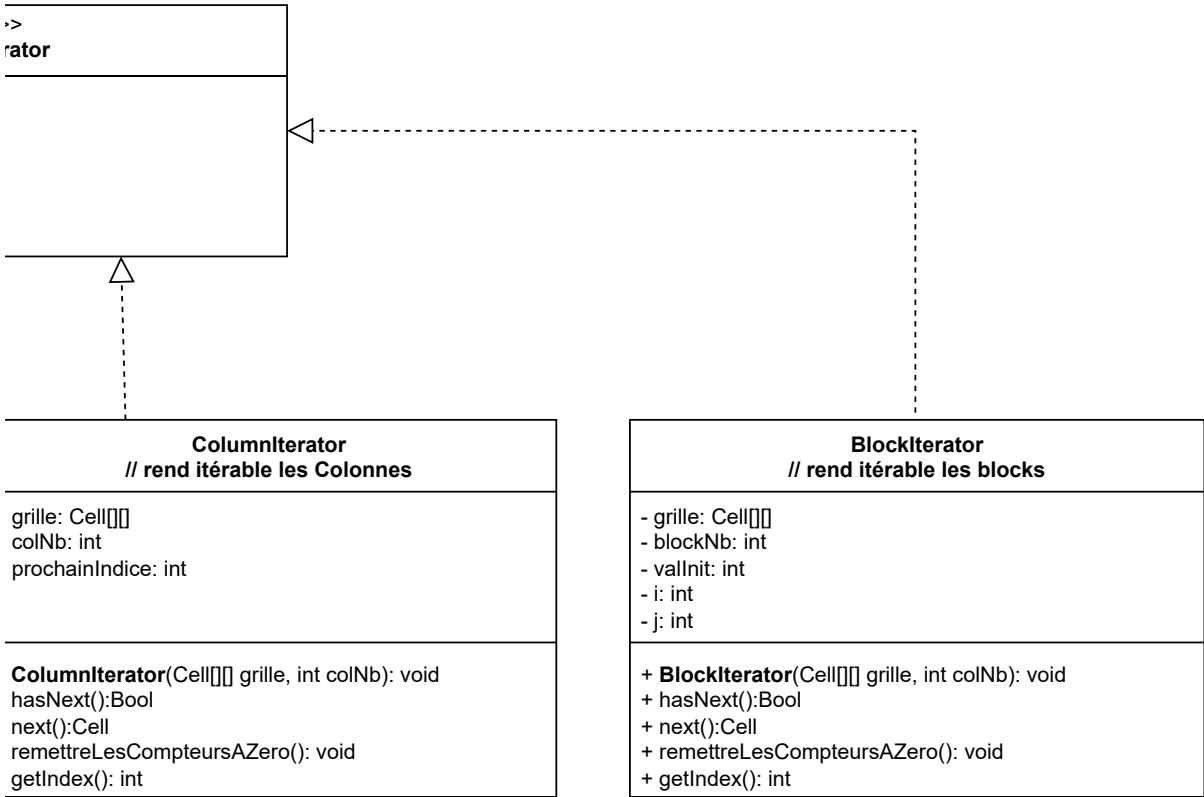 >>
rator
ColumnIterator
// rend itérable les Colonnes
grille: Cell[][]
colNb: int
prochainIndice: int
ColumnIterator(Cell[][] grille, int colNb): void
hasNext():Bool
next():Cell
remettreLesCompteursAZero(): void
getIndex(): int
BlockIterator
// rend itérable les blocks
- grille: Cell[][]
- blockNb: int
- valInit: int
- i: int
- j: int
+ BlockIterator(Cell[][] grille, int colNb): void
+ hasNext():Bool
+ next():Cell
+ remettreLesCompteursAZero(): void
+ getIndex(): int